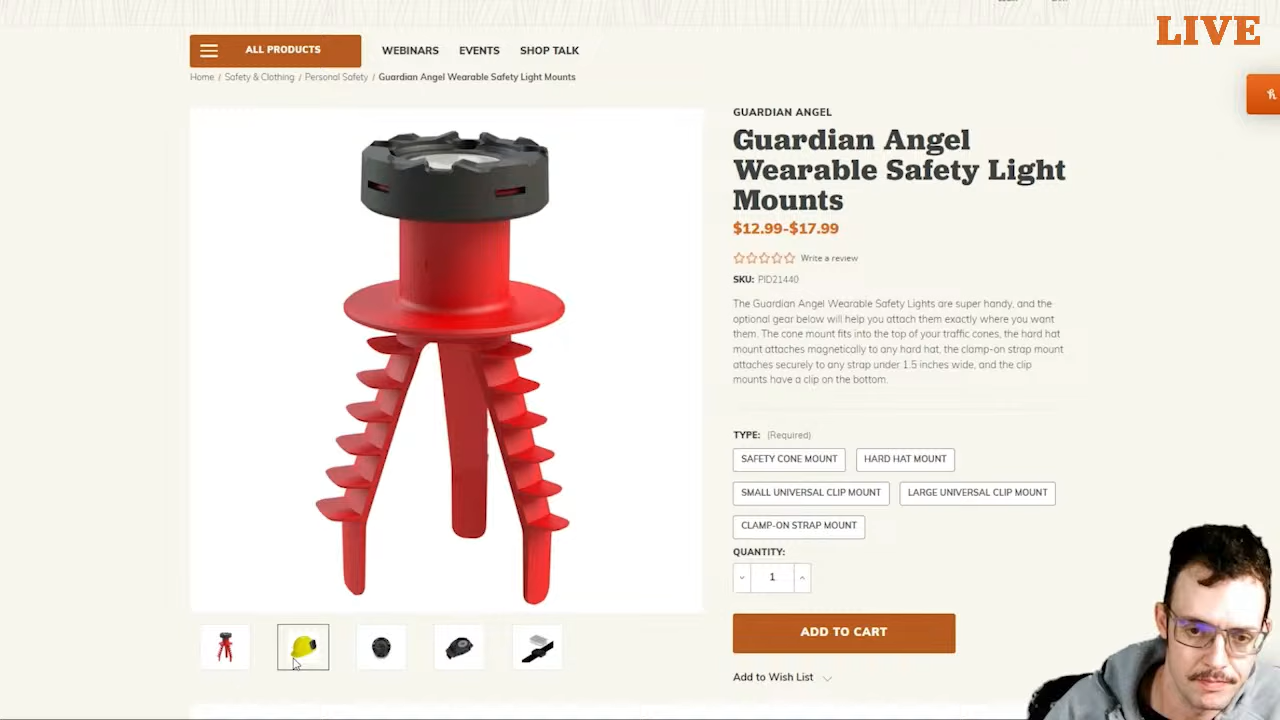 LIVE
ALL PRODUCTS
WEBINARS
EVENTS
SHOP TALK
Home / Safety & Clothing / Personal Safety / Guardian Angel Wearable Safety Light Mounts
GUARDIAN ANGEL
Guardian Angel
Wearable Safety Light
Mounts
$12.99-$17.99
Write a review
SKU: PID21440
The Guardian Angel Wearable Safety Lights are super handy, and the
optional gear below will help you attach them exactly where you want
them. The cone mount fits into the top of your traffic cones, the hard hat
mount attaches magnetically to any hard hat, the clamp-on strap mount
attaches securely to any strap under 1.5 inches wide, and the clip
mounts have a clip on the bottom.
TYPE: (Required)
SAFETY CONE MOUNT
HARD HAT MOUNT
SMALL UNIVERSAL CLIP MOUNT
LARGE UNIVERSAL CLIP MOUNT
CLAMP-ON STRAP MOUNT
QUANTITY:
1
ADD TO CART
Add to Wish List